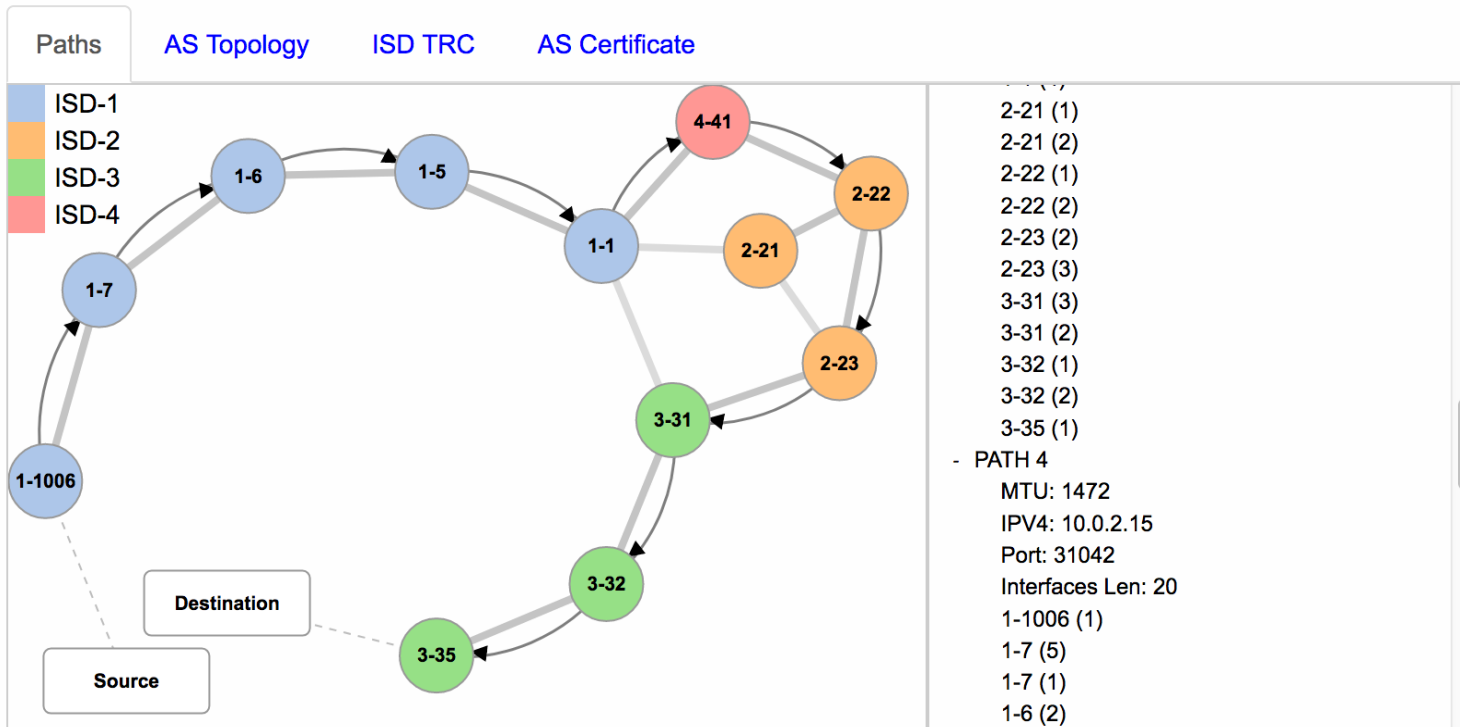 Paths AS Topology ISD TRC AS Certificate
ISD-1
ISD-2
ISD-3
ISD-4
4-41
1-6
1-5
2-22
1-1
2-21
1-7
2-23
3-31
1-1006
3-32
Destination
3-35
Source
2-21 (1)
2-21 (2)
2-22 (1)
2-22 (2)
2-23 (2)
2-23 (3)
3-31 (3)
3-31 (2)
3-32 (1)
3-32 (2)
3-35 (1)
- PATH 4
MTU: 1472
IPV4: 10.0.2.15
Port: 31042
Interfaces Len: 20
1-1006 (1)
1-7 (5)
1-7 (1)
1-6 (2)